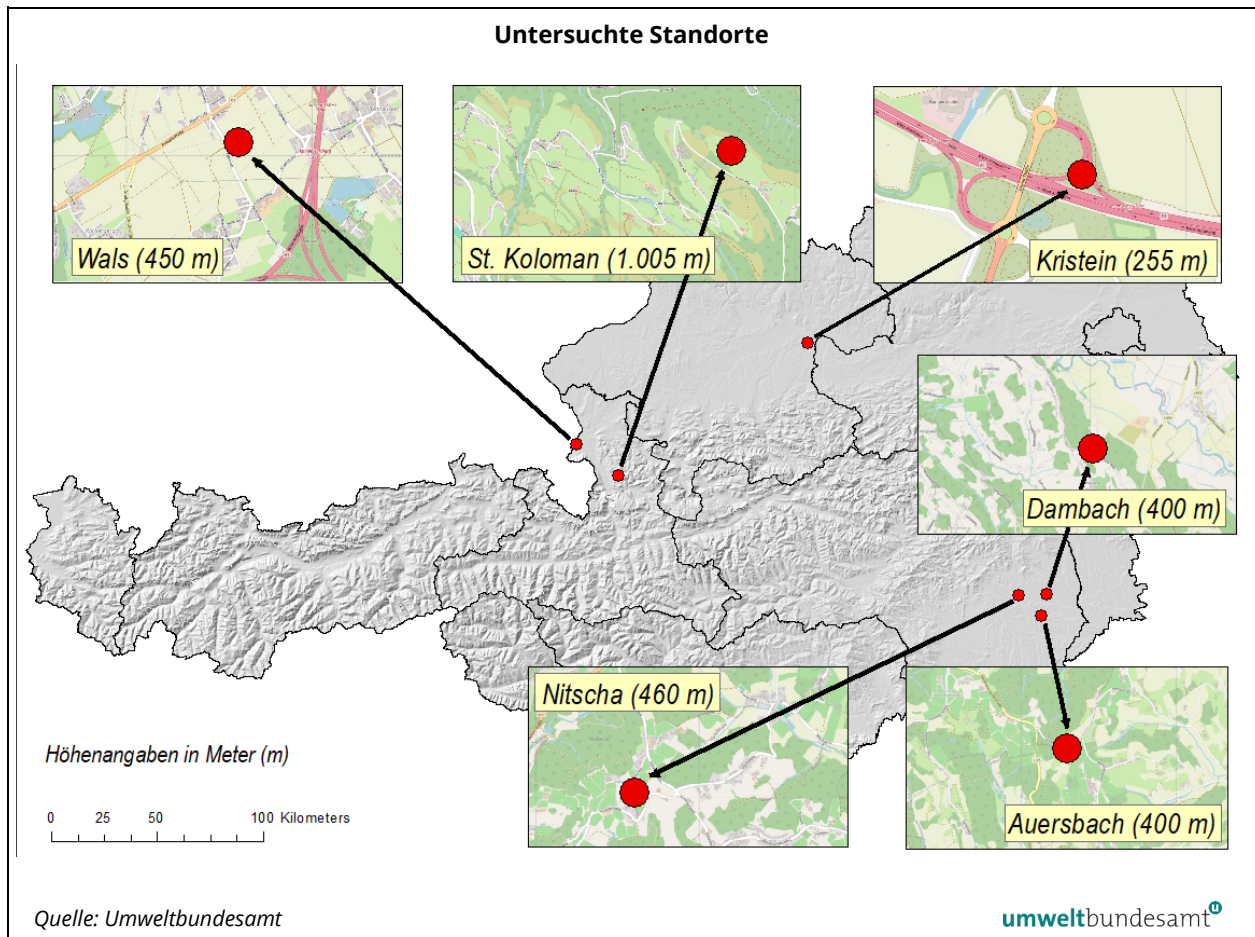 Untersuchte Standorte
Wals (450 m)
St. Koloman (1.005 m)
Kristein (255 m)
Dambach (400 m)
Nitscha (460 m)
Auersbach (400 m)
Höhenangaben in Meter (m)
0 25 50 100 Kilometers
Quelle: Umweltbundesamt
umweltbundesamt
u